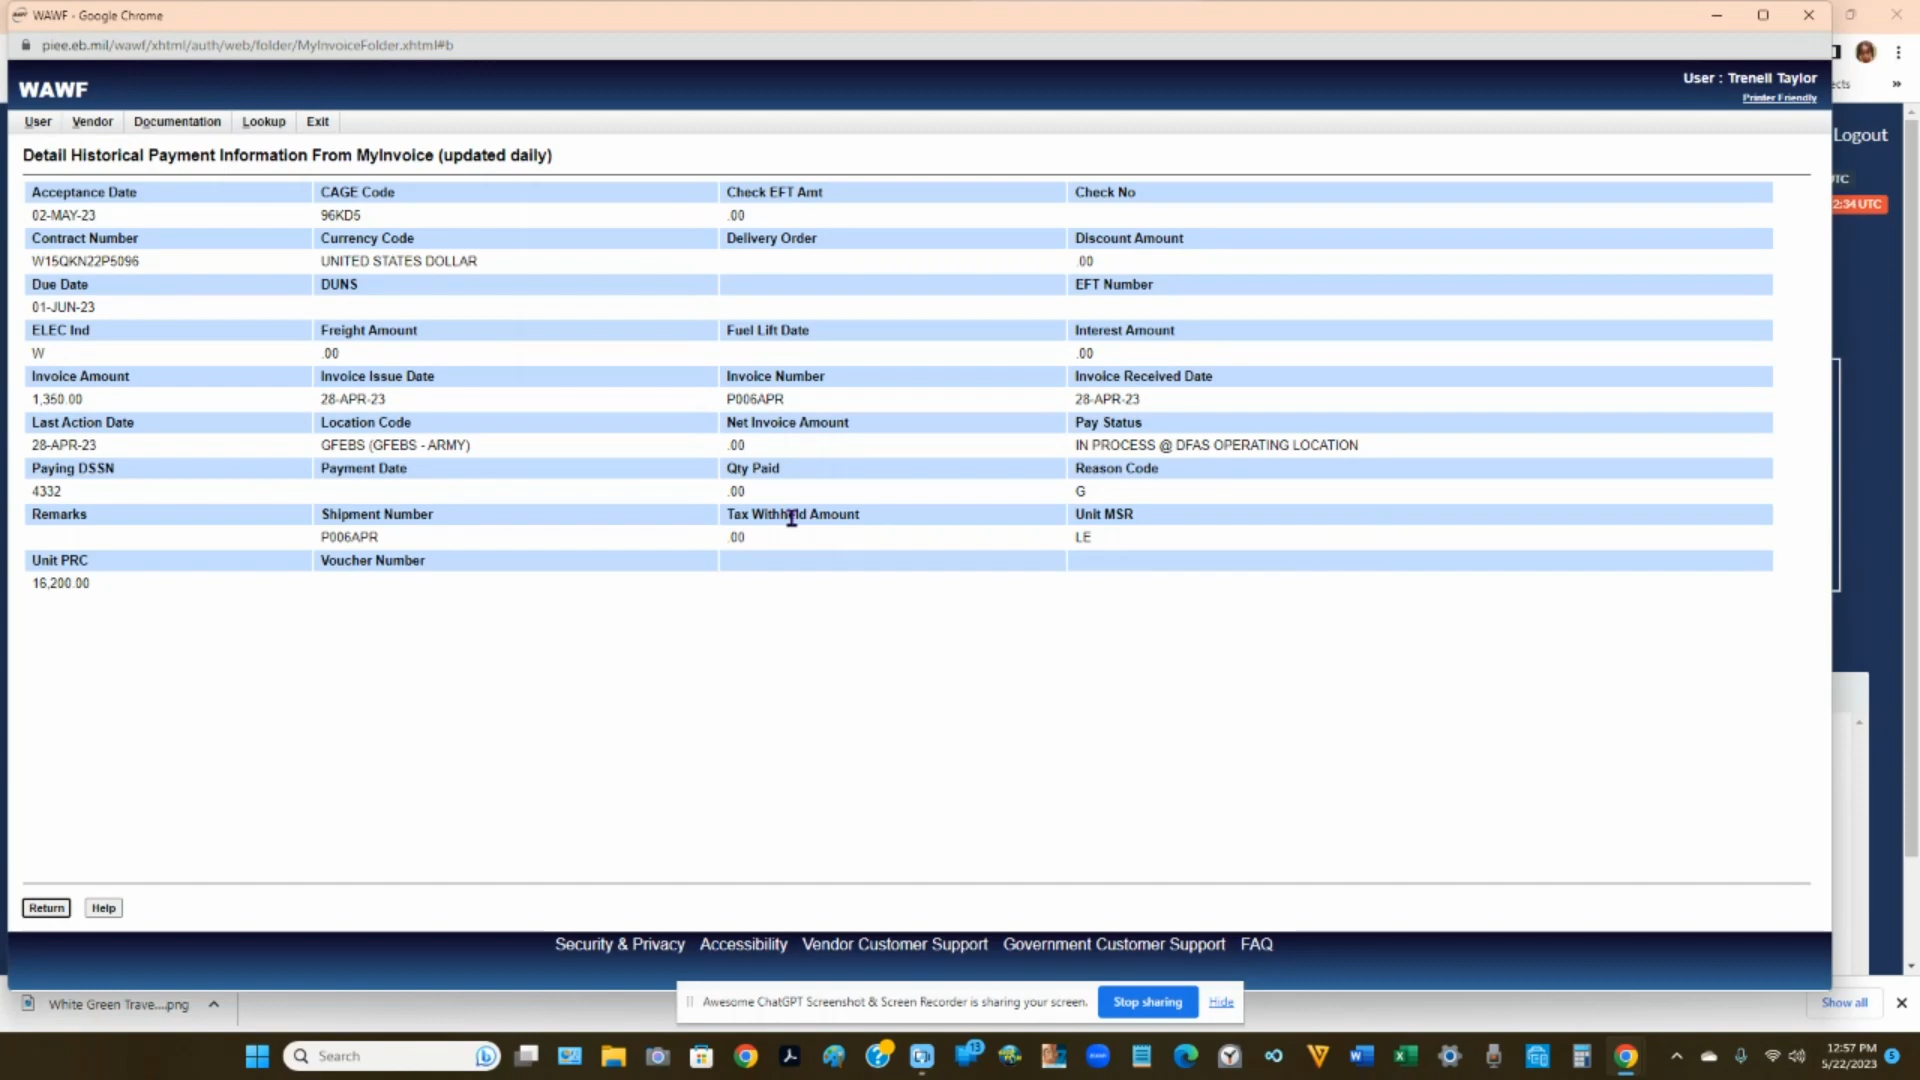 WAWF - Google Chrome
piee.eb.mil/wawf/xhtml/auth/web/folder/MyInvoiceFolder.xhtml#b
WAWF
User : Trenell Taylor
Printer Friendly
User Vendor Documentation Lookup Exit
Logout
Detail Historical Payment Information From MyInvoice (updated daily)
Acceptance Date CAGE Code Check EFT Amt Check No
02-MAY-23 96KD5 .00
2:34 UTC
Contract Number Currency Code Delivery Order Discount Amount
W15QKN22P5096 UNITED STATES DOLLAR .00
Due Date DUNS EFT Number
01-JUN-23
ELEC Ind Freight Amount Fuel Lift Date Interest Amount
W .00 .00
Invoice Amount Invoice Issue Date Invoice Number Invoice Received Date
1,350.00 28-APR-23 P006APR 28-APR-23
Last Action Date Location Code Net Invoice Amount Pay Status
28-APR-23 GFEBS (GFEBS - ARMY) .00 IN PROCESS @ DFAS OPERATING LOCATION
Paying DSSN Payment Date Qty Paid Reason Code
4332 .00 G
Remarks Shipment Number Tax Withheld Amount Unit MSR
P006APR .00 LE
Unit PRC Voucher Number
16,200.00
Return Help
Security & Privacy Accessibility Vendor Customer Support Government Customer Support FAQ
White Green Trave....png
Awesome ChatGPT Screenshot & Screen Recorder is sharing your screen. Stop sharing Hide
Show all
Search
13
12:57 PM
5/22/2023
5